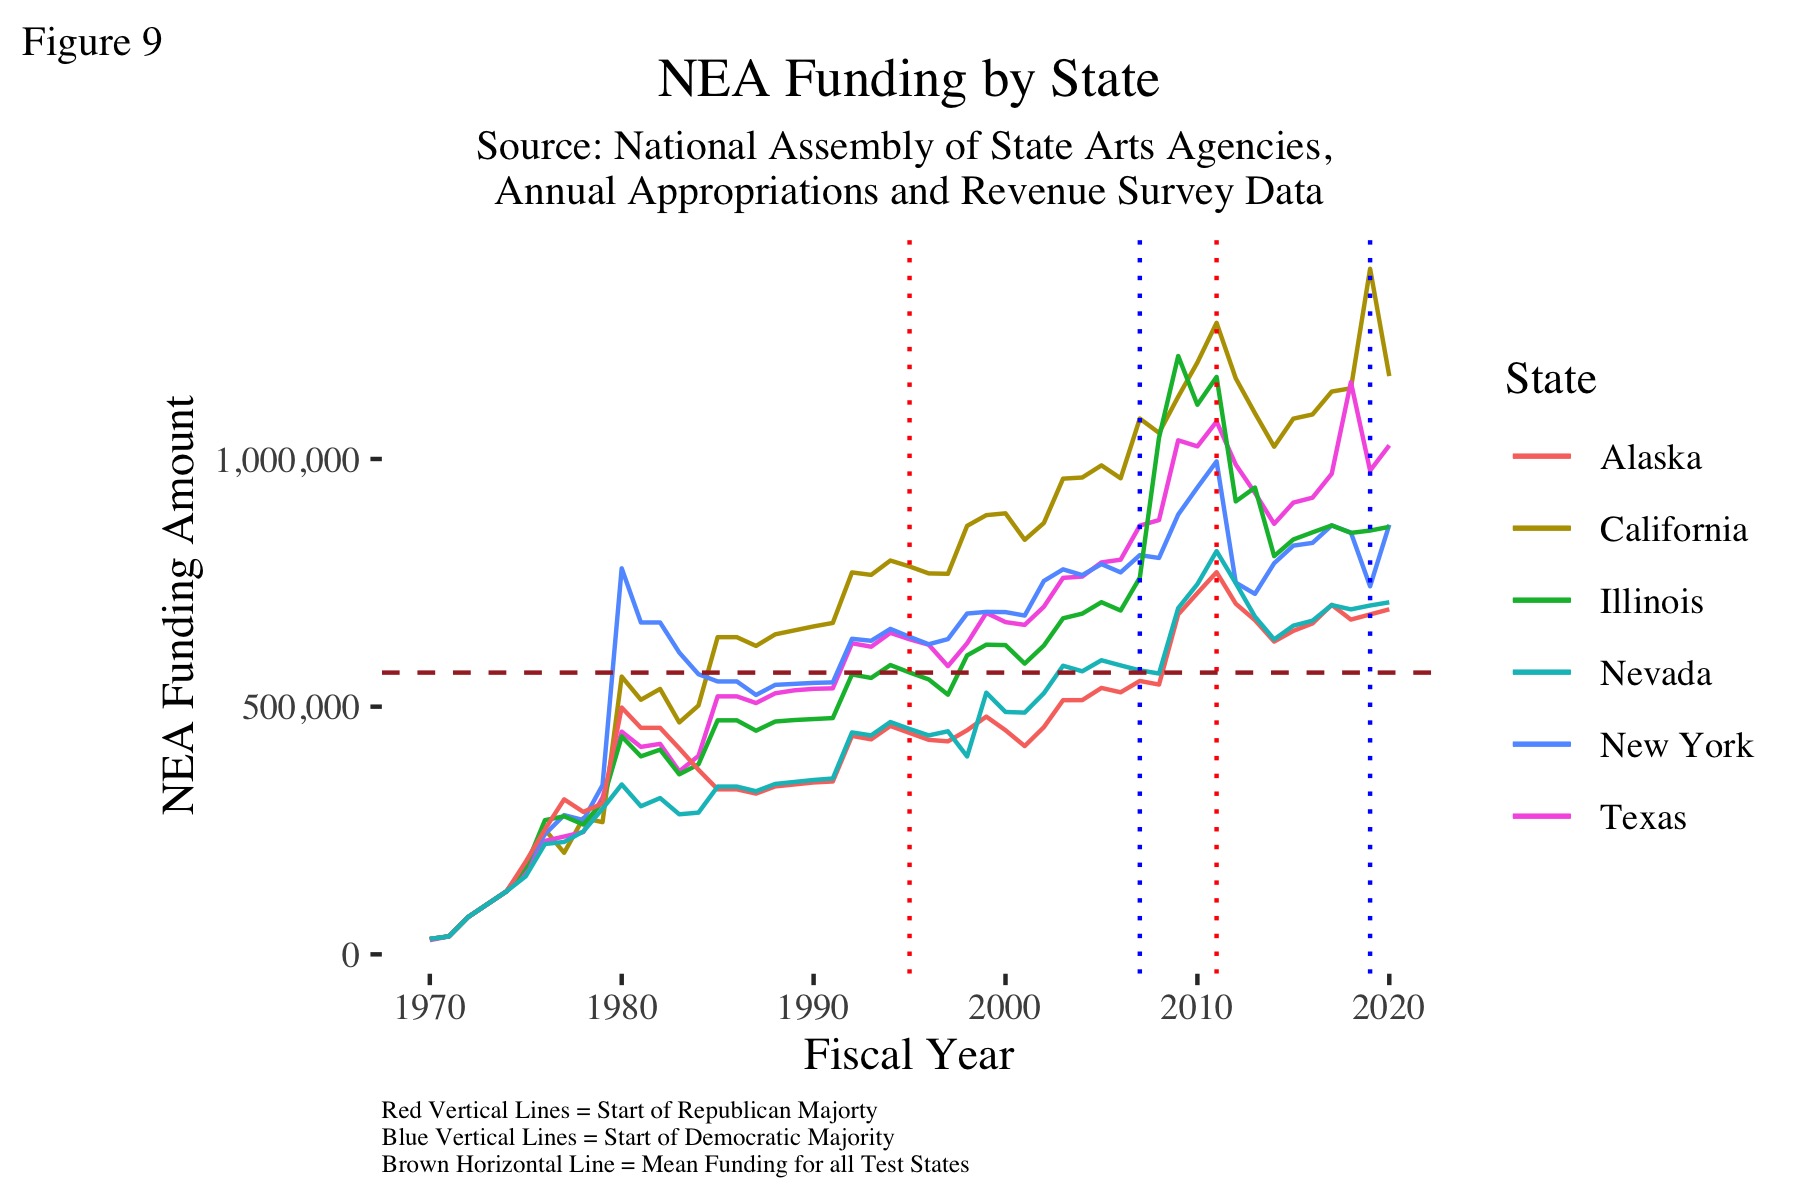 Figure 9
NEA Funding by State
Source: National Assembly of State Arts Agencies,
Annual Appropriations and Revenue Survey Data
NEA Funding Amount
1,000,000
500,000
0
1970 1980 1990 2000 2010 2020
Fiscal Year
State
Alaska
California
Illinois
Nevada
New York
Texas
Red Vertical Lines = Start of Republican Majorty
Blue Vertical Lines = Start of Democratic Majority
Brown Horizontal Line = Mean Funding for all Test States